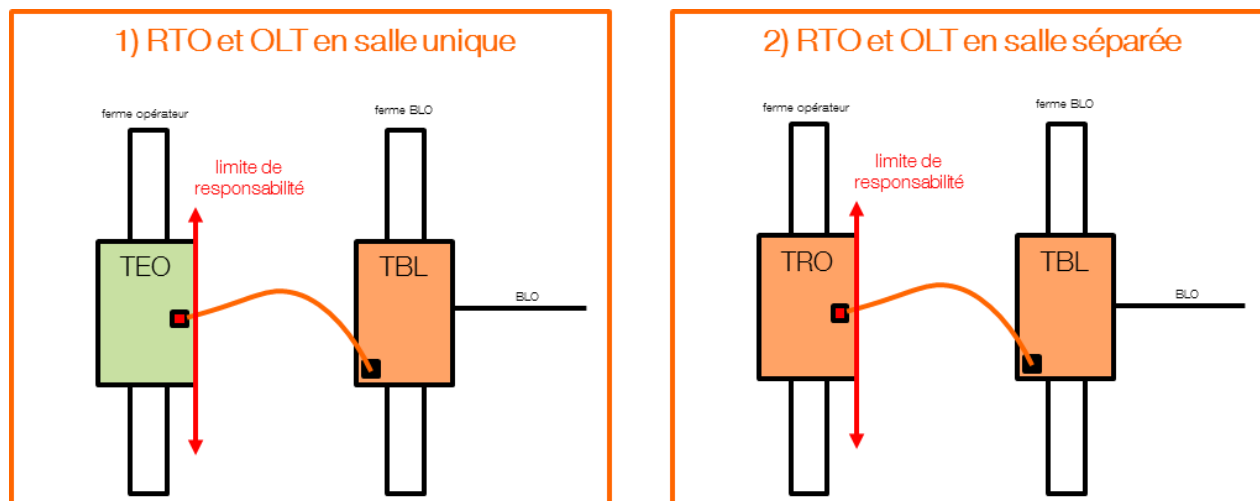 1) RTO et OLT en salle unique
ferme opérateur
ferme BLO
limite de
responsabilité
TEO
TBL
BLO
2) RTO et OLT en salle séparée
ferme opérateur
ferme BLO
limite de
responsabilité
TRO
TBL
BLO